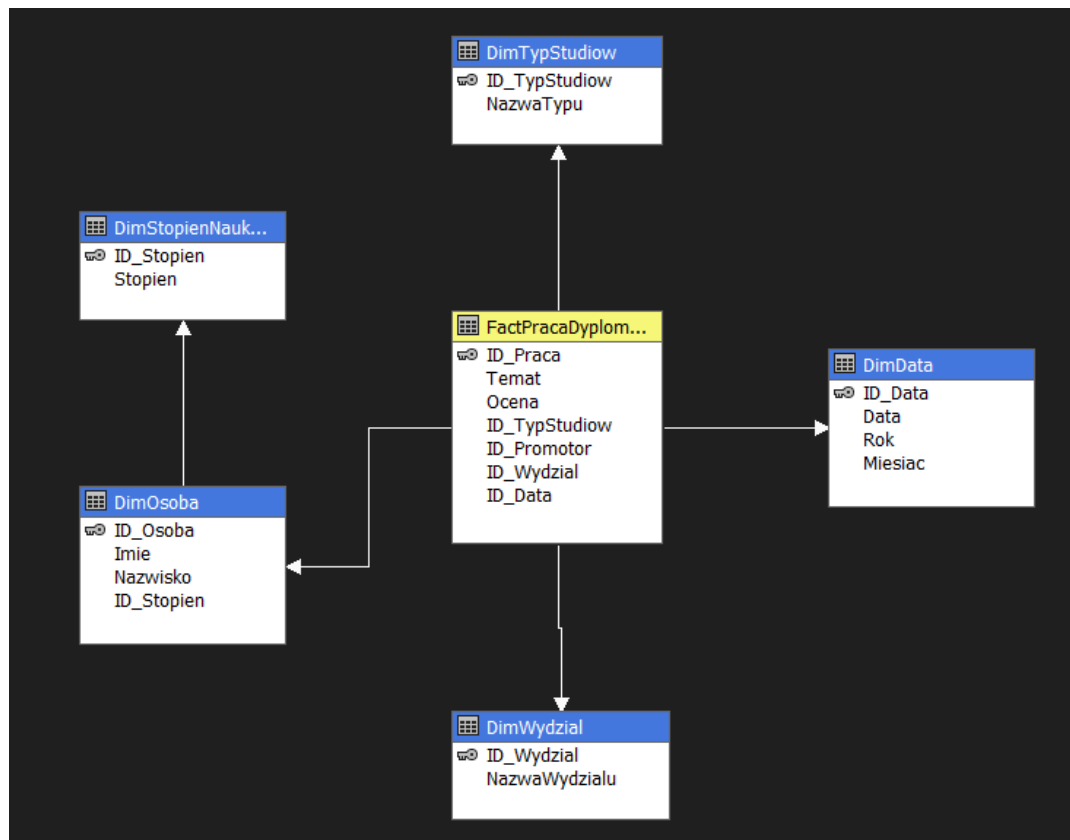 DimTypStudiow
ID_TypStudiow
NazwaTypu
DimStopienNauk...
ID_Stopien
Stopien
FactPracaDyplom...
ID_Praca
Temat
Ocena
ID_TypStudiow
ID_Promotor
ID_Wydzial
ID_Data
DimData
ID_Data
Data
Rok
Miesiac
DimOsoba
ID_Osoba
Imie
Nazwisko
ID_Stopien
DimWydzial
ID_Wydzial
NazwaWydzialu